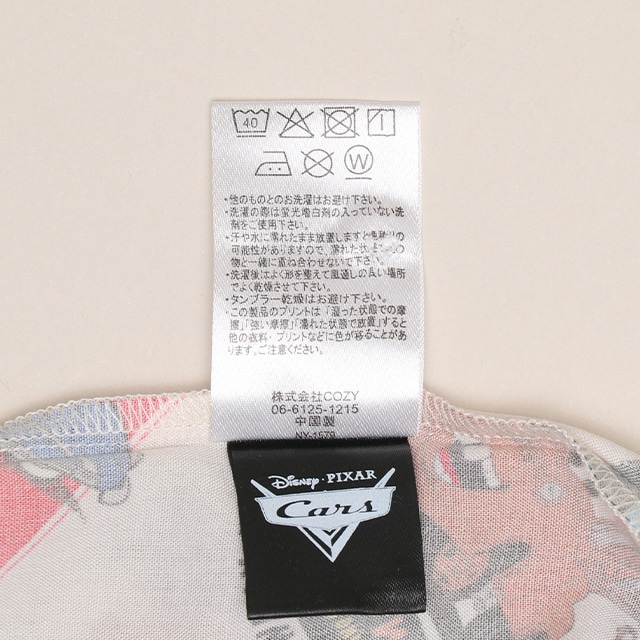 40
W
・他のものとのお洗濯はお避け下さい。
・洗濯の際は蛍光増白剤の入っていない洗
剤をご使用下さい。
・汗や水に濡れたまま放置しますと色移りの
可能性がありますので、濡れた状態で他の
物と一緒に重ね合わせないで下さい。
・洗濯後はよく形を整えて風通しの良い場所
でよく乾燥させて下さい。
・タンブラー乾燥はお避け下さい。
・この製品のプリントは「湿った状態での摩
擦」「強い摩擦」「濡れた状態で放置」すると
他の衣料・プリントなどに色が移ることがあ
ります。ご注意ください。
株式会社COZY
06-6125-1215
中國製
NY-1579
Disney・PIXAR
Cars